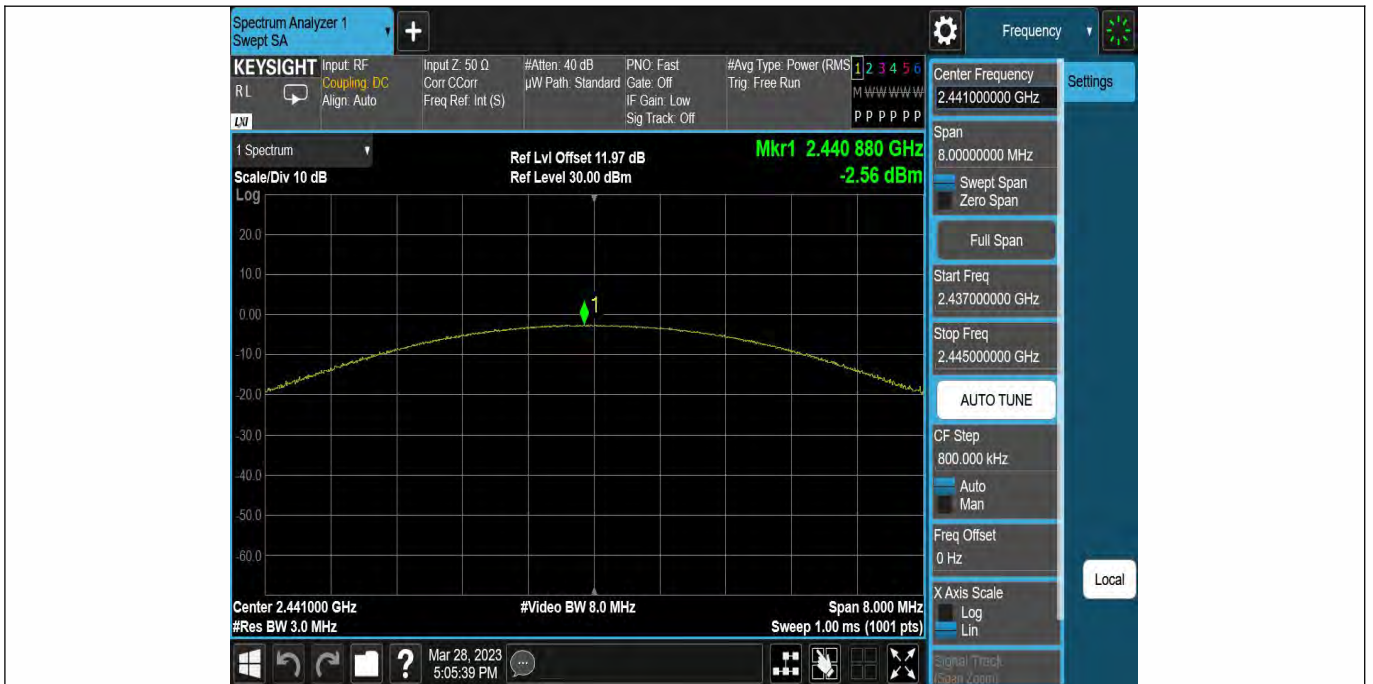 Spectrum Analyzer 1
Swept SA
+
Frequency
KEYSIGHT
RL
LXI
Input: RF
Coupling: DC
Align: Auto
Input Z: 50 Ω
Corr CCorr
Freq Ref: Int (S)
#Atten: 40 dB
µW Path: Standard
PNO: Fast
Gate: Off
IF Gain: Low
Sig Track: Off
#Avg Type: Power (RMS
Trig: Free Run
1 2 3 4 5 6
M W W W W W
P P P P P P
1 Spectrum
Scale/Div 10 dB
Log
Ref Lvl Offset 11.97 dB
Ref Level 30.00 dBm
Mkr1 2.440 880 GHz
-2.56 dBm
20.0
10.0
0.00
-10.0
-20.0
-30.0
-40.0
-50.0
-60.0
1
Center 2.441000 GHz
#Res BW 3.0 MHz
#Video BW 8.0 MHz
Span 8.000 MHz
Sweep 1.00 ms (1001 pts)
Center Frequency
2.441000000 GHz
Settings
Span
8.00000000 MHz
Swept Span
Zero Span
Full Span
Start Freq
2.437000000 GHz
Stop Freq
2.445000000 GHz
AUTO TUNE
CF Step
800.000 kHz
Auto
Man
Freq Offset
0 Hz
X Axis Scale
Log
Lin
Signal Track
(Span Zoom)
Local
?
Mar 28, 2023
5:05:39 PM